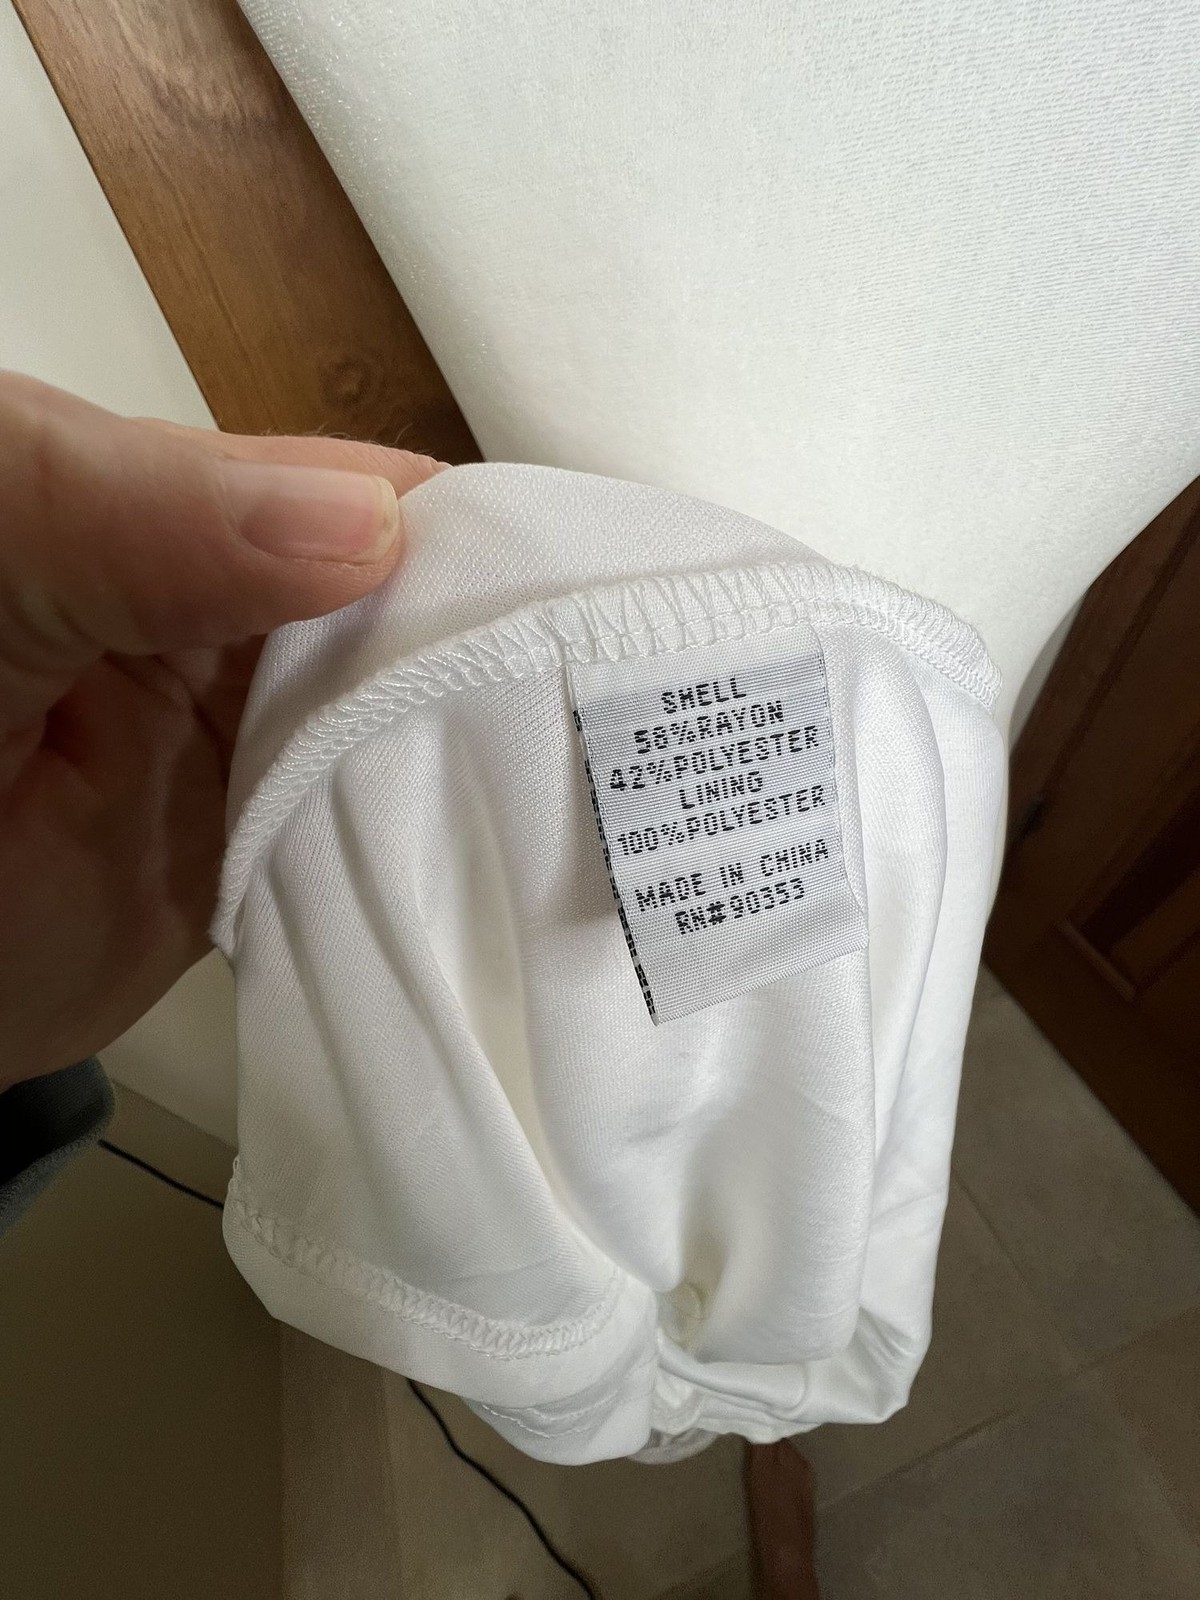 SHELL
58%RAYON
42%POLYESTER
LINING
100%POLYESTER
MADE IN CHINA
RN#90353